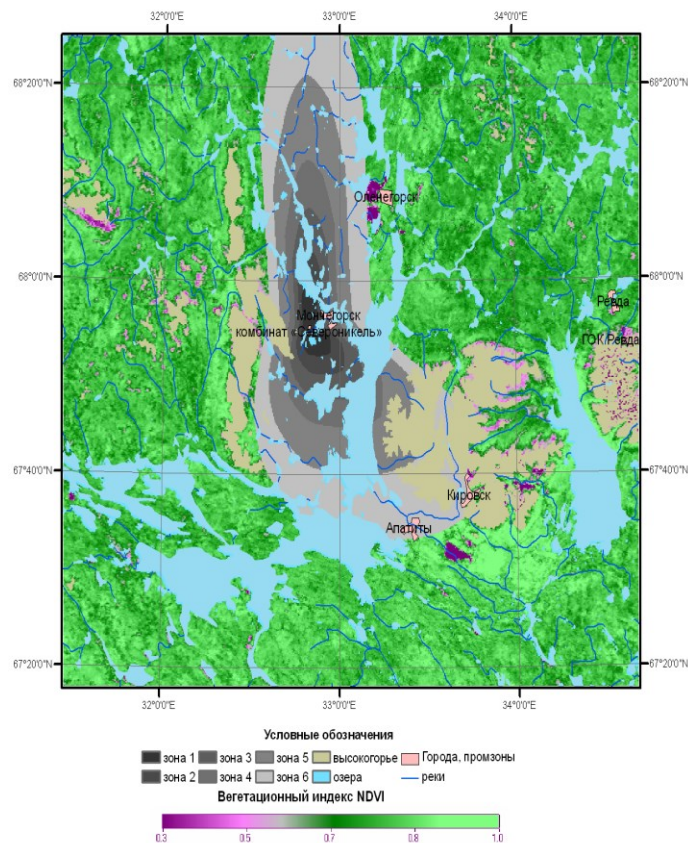 32°0'0"E 33°0'0"E 34°0'0"E
68°20'0"N 68°20'0"N
Оленегорск
68°0'0"N 68°0'0"N
Ревда
Мончегорск
комбинат «Североникель»
ГОК Ревда
67°40'0"N 67°40'0"N
Кировск
Апатиты
67°20'0"N 67°20'0"N
32°0'0"E 33°0'0"E 34°0'0"E
Условные обозначения
зона 1 зона 3 зона 5 высокогорье Города, промзоны
зона 2 зона 4 зона 6 озера реки
Вегетационный индекс NDVI
0.3 0.5 0.7 0.8 1.0